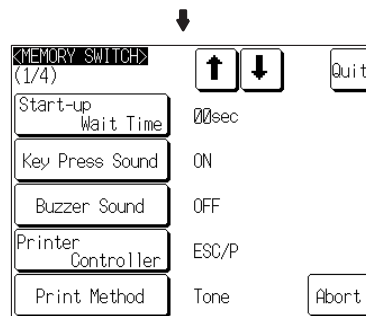 <MEMORY SWITCH>
(1/4)
Quit
Start-up
Wait Time
00sec
Key Press Sound
ON
Buzzer Sound
OFF
Printer
Controller
ESC/P
Print Method
Tone
Abort